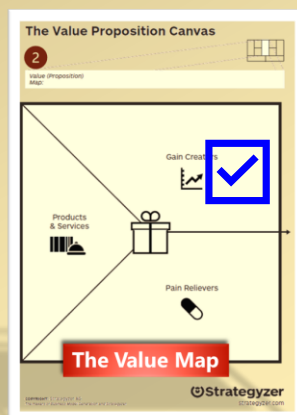 The Value Proposition Canvas
2
Value (Proposition)
Map:
Gain Creators
Products
& Services
Pain Relievers
The Value Map
Strategyzer
strategyzer.com